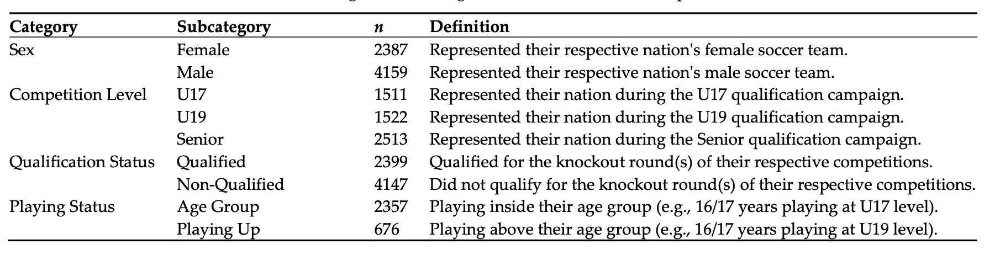 Category Subcategory n Definition
Sex Female 2387 Represented their respective nation's female soccer team.
Male 4159 Represented their respective nation's male soccer team.
Competition Level U17 1511 Represented their nation during the U17 qualification campaign.
U19 1522 Represented their nation during the U19 qualification campaign.
Senior 2513 Represented their nation during the Senior qualification campaign.
Qualification Status Qualified 2399 Qualified for the knockout round(s) of their respective competitions.
Non-Qualified 4147 Did not qualify for the knockout round(s) of their respective competitions.
Playing Status Age Group 2357 Playing inside their age group (e.g., 16/17 years playing at U17 level).
Playing Up 676 Playing above their age group (e.g., 16/17 years playing at U19 level).